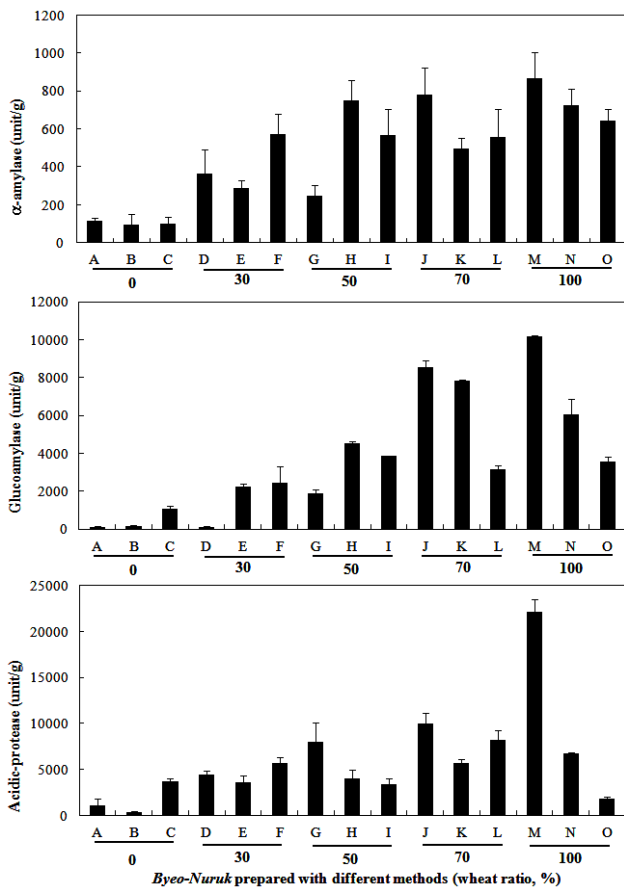 1200
1000
800
600
400
200
0
α-amylase (unit/g)
A B C D E F G H I J K L M N O
0 30 50 70 100
12000
10000
8000
6000
4000
2000
0
Glucoamylase (unit/g)
A B C D E F G H I J K L M N O
0 30 50 70 100
25000
20000
15000
10000
5000
0
Acidic-protease (unit/g)
A B C D E F G H I J K L M N O
0 30 50 70 100
Byeo-Nuruk prepared with different methods (wheat ratio, %)